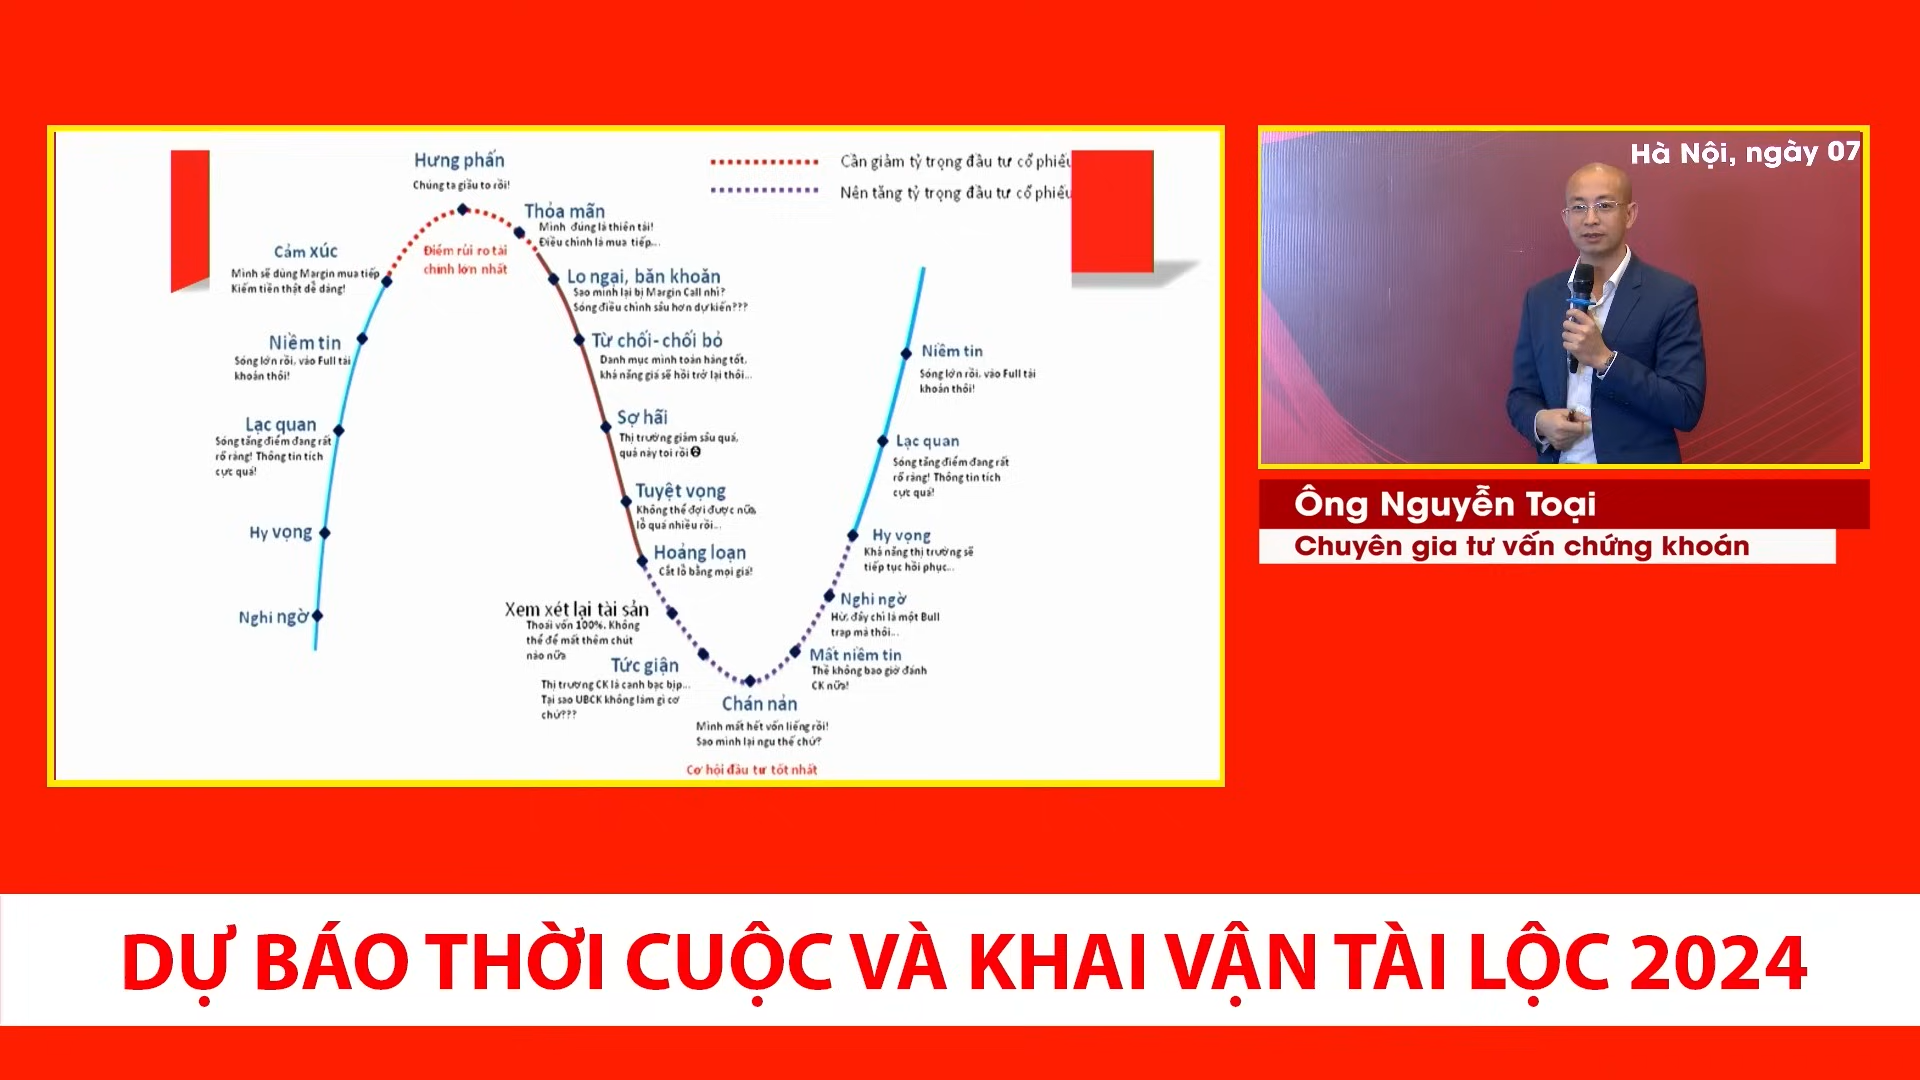 Hưng phấn
Chúng ta giàu to rồi!
Cần giảm tỷ trọng đầu tư cổ phiếu
Nên tăng tỷ trọng đầu tư cổ phiếu
Thỏa mãn
Mình đúng là thiên tài!
Điều chỉnh là mua tiếp...
Cảm xúc
Mình sẽ dùng Margin mua tiếp
Kiếm tiền thật dễ dàng!
Điểm rủi ro tài
chính lớn nhất
Lo ngại, băn khoăn
Sao mình lại bị Margin Call nhỉ?
Sóng điều chỉnh sâu hơn dự kiến???
Niềm tin
Sóng lớn rồi, vào Full tài
khoản thôi!
Từ chối- chối bỏ
Danh mục mình toàn hàng tốt,
khả năng giá sẽ hồi trở lại thôi...
Lạc quan
Sóng tăng điểm đang rất
rõ ràng! Thông tin tích
cực quá!
Sợ hãi
Thị trường giảm sâu quá,
quả này toi rồi
Tuyệt vọng
Không thể đợi được nữa,
lỗ quá nhiều rồi...
Hy vọng
Hoảng loạn
Cắt lỗ bằng mọi giá!
Nghi ngờ
Xem xét lại tài sản
Thoái vốn 100%. Không
thể để mất thêm chút
nào nữa
Tức giận
Thị trường CK là canh bạc bịp...
Tại sao UBCK không làm gì cơ
chứ???
Chán nản
Mình mất hết vốn liếng rồi!
Sao mình lại ngu thế chứ?
Cơ hội đầu tư tốt nhất
Mất niềm tin
Thề không bao giờ đánh
CK nữa!
Nghi ngờ
Hừ, đấy chỉ là một Bull
trap mà thôi...
Hy vọng
Khả năng thị trường sẽ
tiếp tục hồi phục...
Lạc quan
Sóng tăng điểm đang rất
rõ ràng! Thông tin tích
cực quá!
Niềm tin
Sóng lớn rồi, vào Full tài
khoản thôi!
Hà Nội, ngày 07
Ông Nguyễn Toại
Chuyên gia tư vấn chứng khoán
DỰ BÁO THỜI CUỘC VÀ KHAI VẬN TÀI LỘC 2024